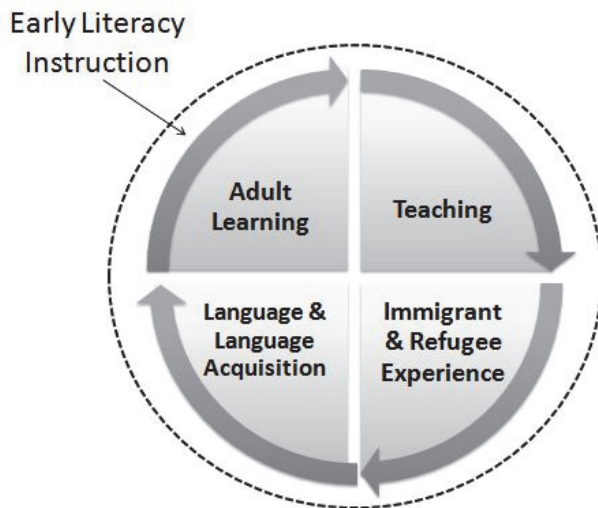 Early Literacy
Instruction
Adult
Learning
Teaching
Language &
Language
Acquisition
Immigrant
& Refugee
Experience